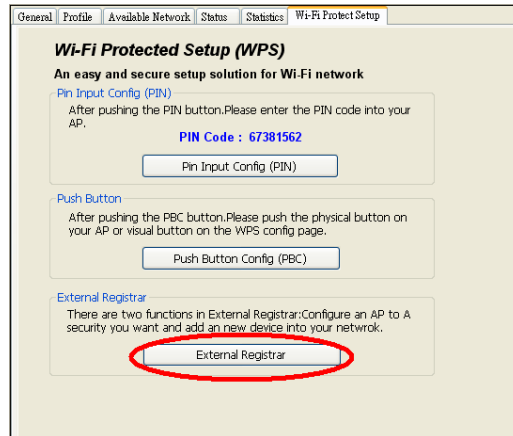 General Profile Available Network Status Statistics Wi-Fi Protect Setup
Wi-Fi Protected Setup (WPS)
An easy and secure setup solution for Wi-Fi network
Pin Input Config (PIN)
After pushing the PIN button.Please enter the PIN code into your
AP.
PIN Code : 67381562
Pin Input Config (PIN)
Push Button
After pushing the PBC button.Please push the physical button on
your AP or visual button on the WPS config page.
Push Button Config (PBC)
External Registrar
There are two functions in External Registrar:Configure an AP to A
security you want and add an new device into your netwrok.
External Registrar